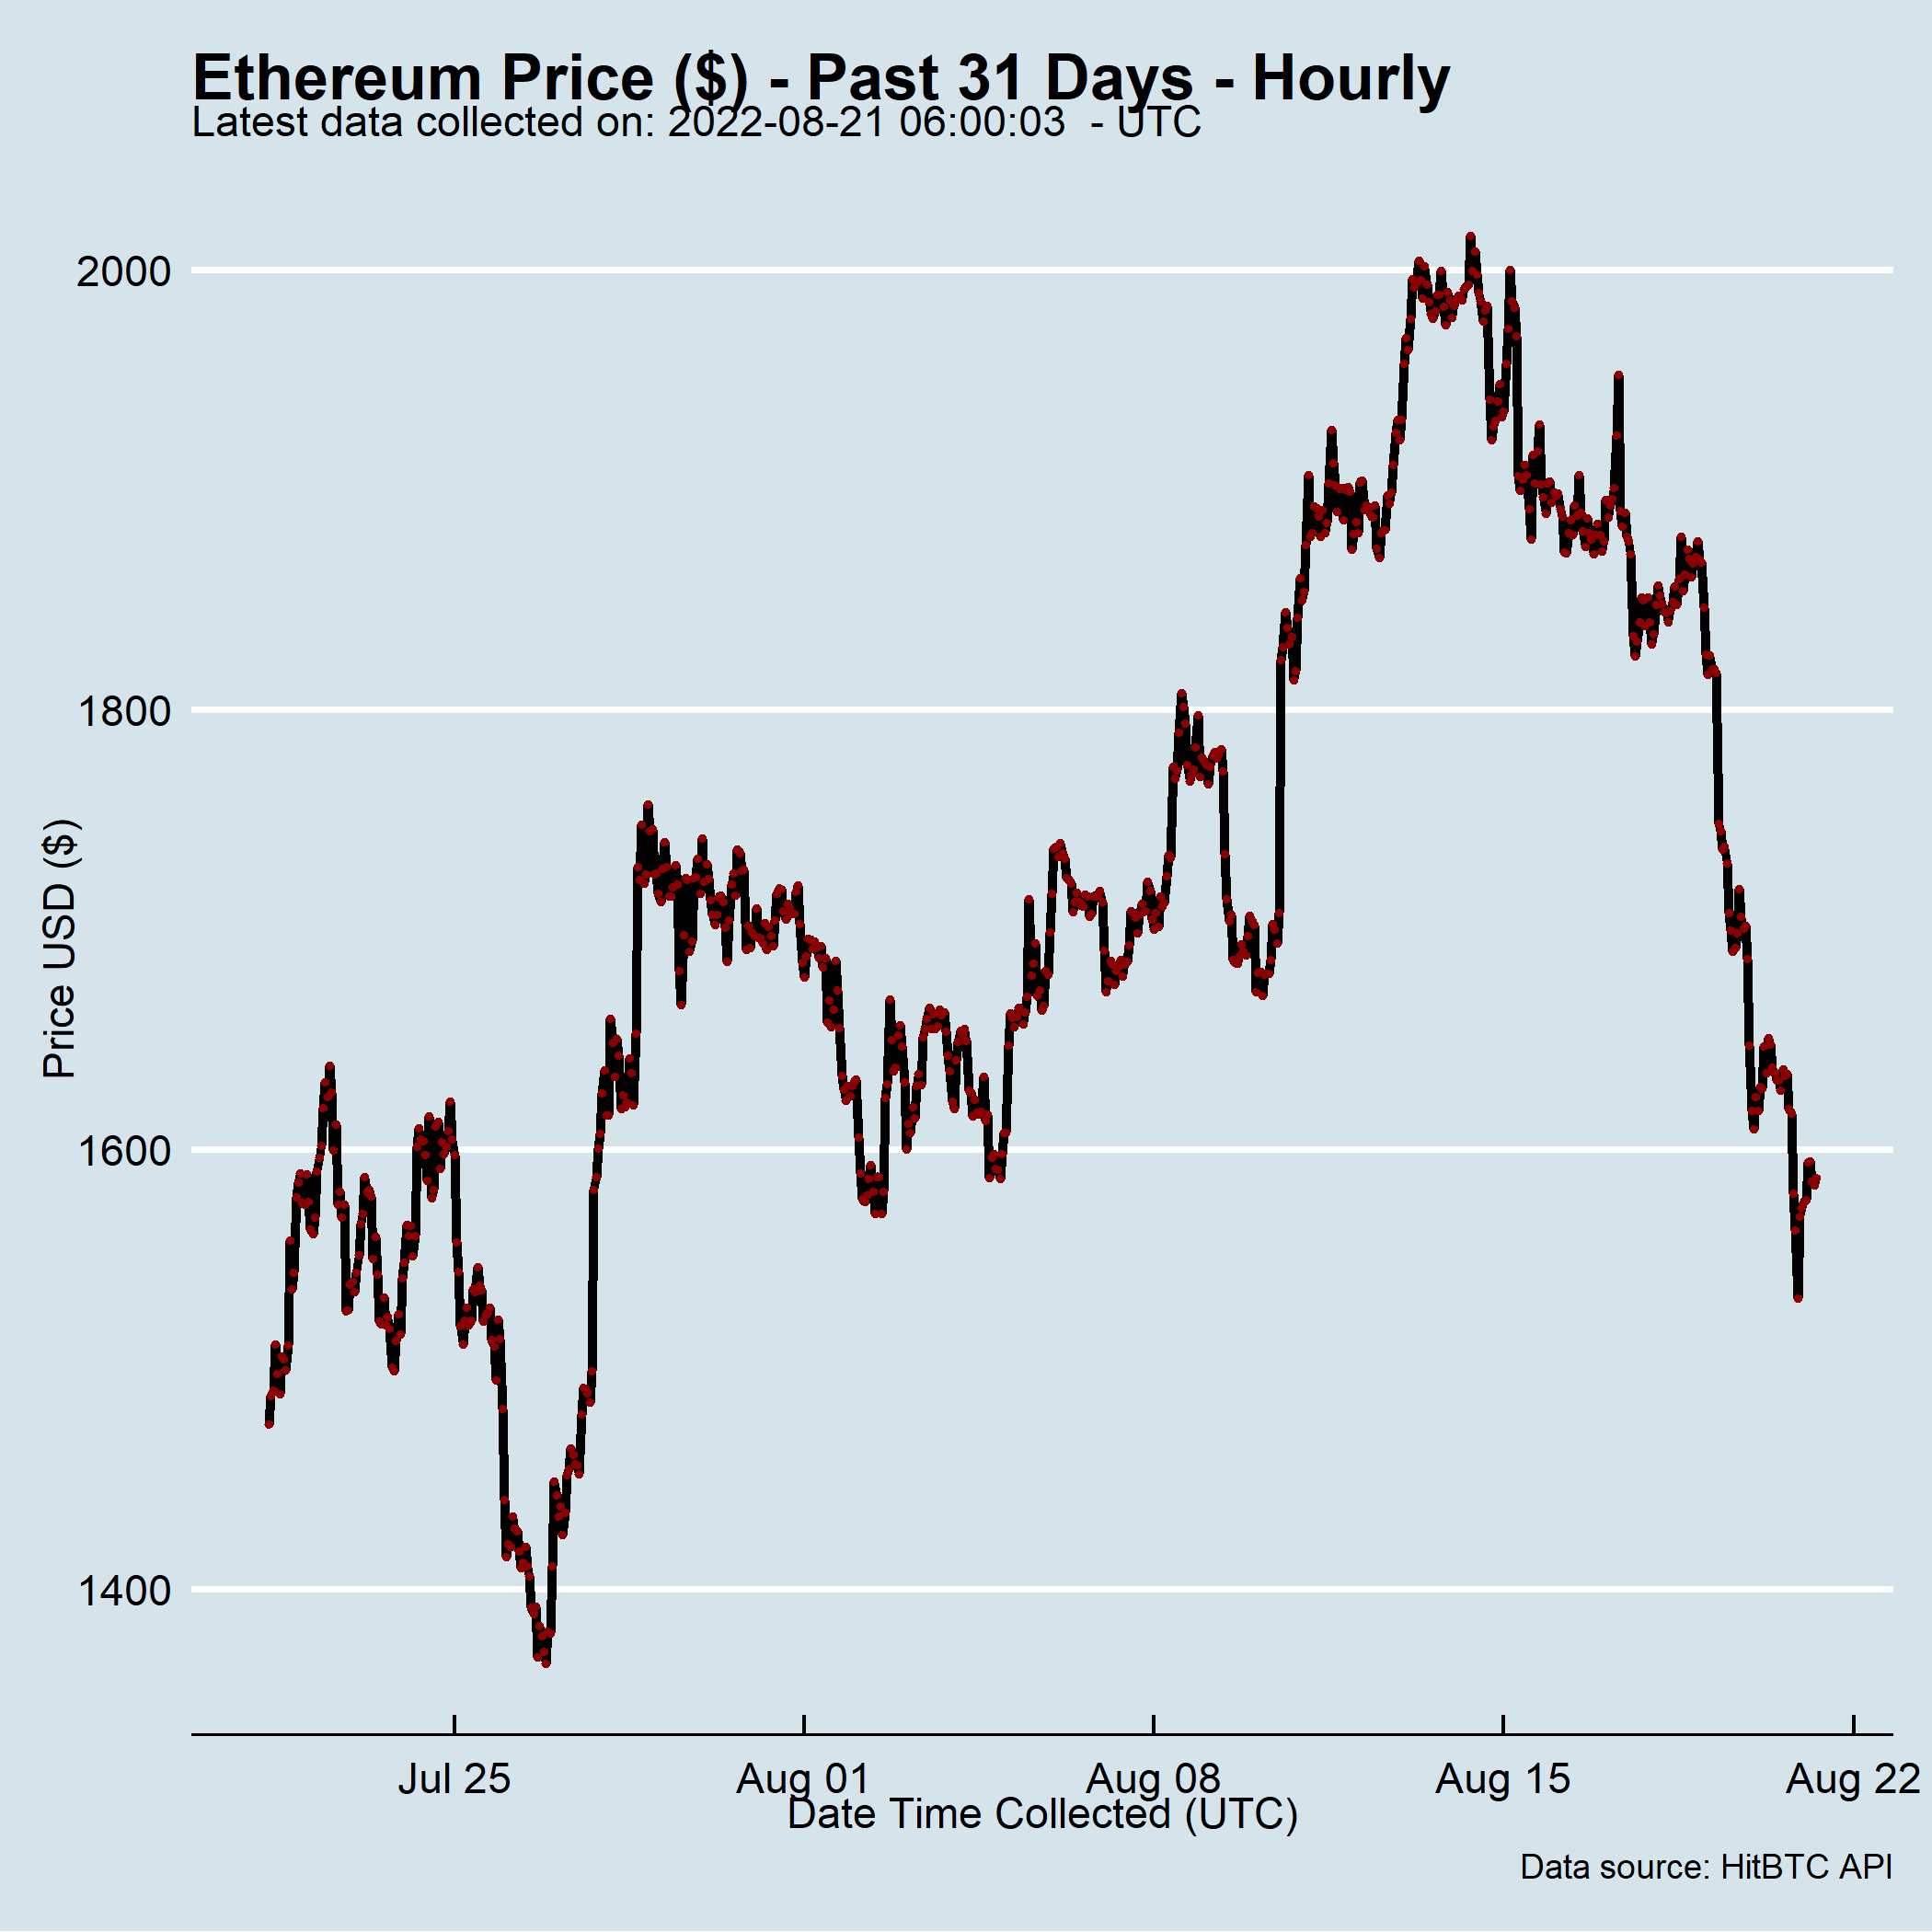 Ethereum Price ($) - Past 31 Days - Hourly
Latest data collected on: 2022-08-21 06:00:03  - UTC
2000
1800
1600
1400
Price USD ($)
Jul 25
Aug 01
Aug 08
Aug 15
Aug 22
Date Time Collected (UTC)
Data source: HitBTC API